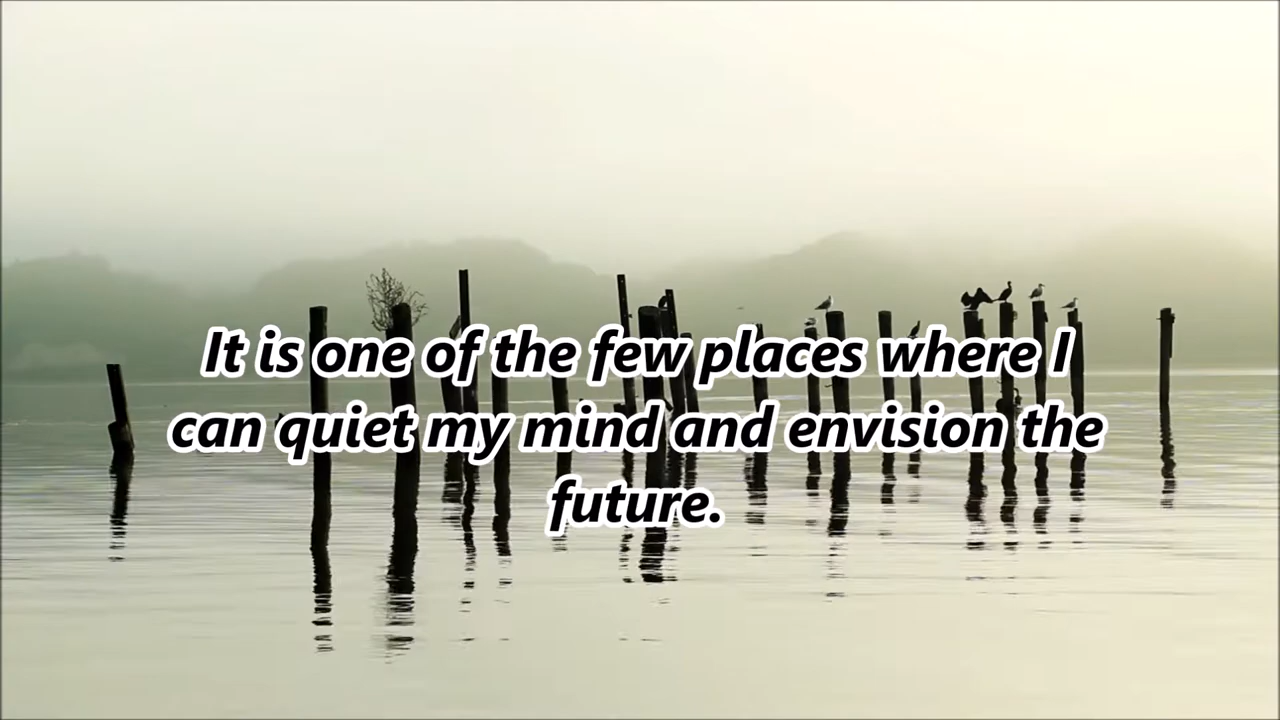 It is one of the few places where I
can quiet my mind and envision the
future.